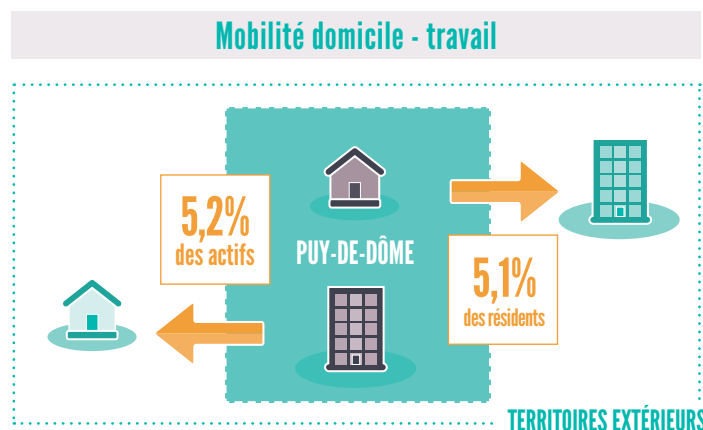 Mobilité domicile - travail
5,2%
des actifs
PUY-DE-DÔME
5,1%
des résidents
TERRITOIRES EXTÉRIEURS